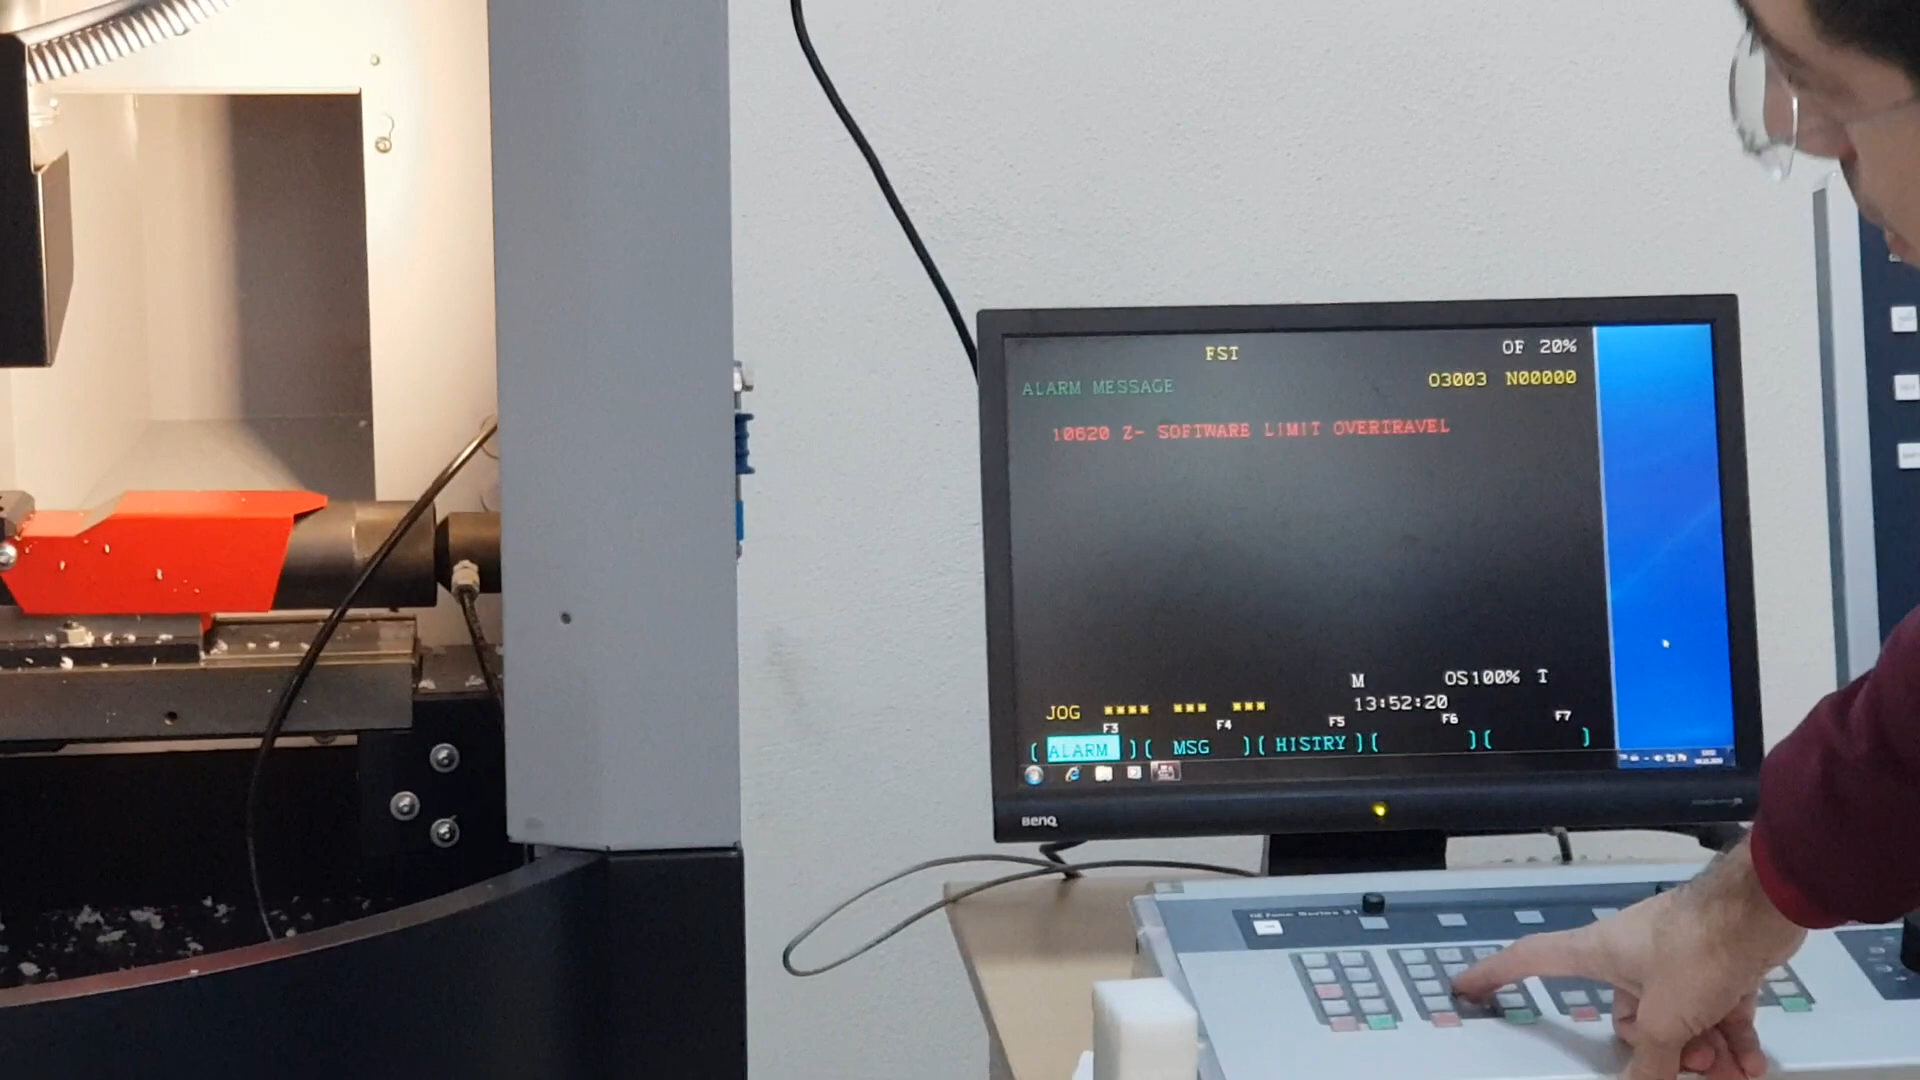 FST
OF 20%
ALARM MESSAGE
O3003 N00000
10620 Z- SOFTWARE LIMIT OVERTRAVEL
M OS100% T
13:52:20
JOG **** *** ***
F3 F4 F5 F6 F7
( ALARM )( MSG )( HISTRY )( )( )
BenQ